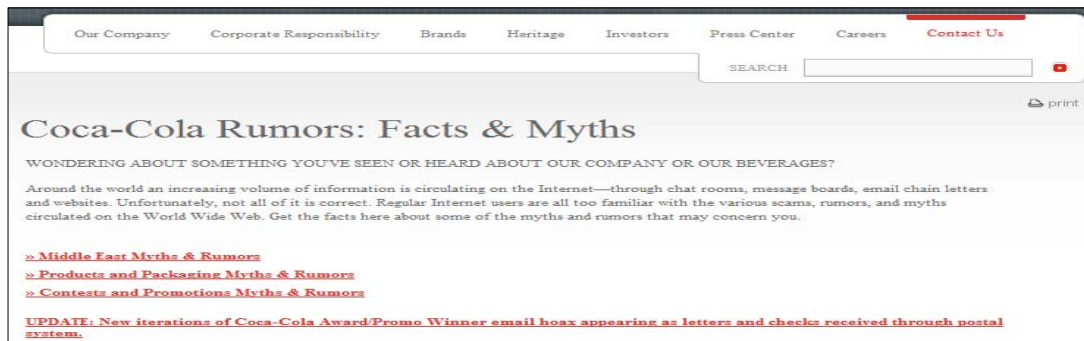 Our Company Corporate Responsibility Brands Heritage Investors Press Center Careers Contact Us
SEARCH
print
Coca-Cola Rumors: Facts & Myths
WONDERING ABOUT SOMETHING YOU'VE SEEN OR HEARD ABOUT OUR COMPANY OR OUR BEVERAGES?
Around the world an increasing volume of information is circulating on the Internet—through chat rooms, message boards, email chain letters
and websites. Unfortunately, not all of it is correct. Regular Internet users are all too familiar with the various scams, rumors, and myths
circulated on the World Wide Web. Get the facts here about some of the myths and rumors that may concern you.
» Middle East Myths & Rumors
» Products and Packaging Myths & Rumors
» Contests and Promotions Myths & Rumors
UPDATE: New iterations of Coca-Cola Award/Promo Winner email hoax appearing as letters and checks received through postal
system.